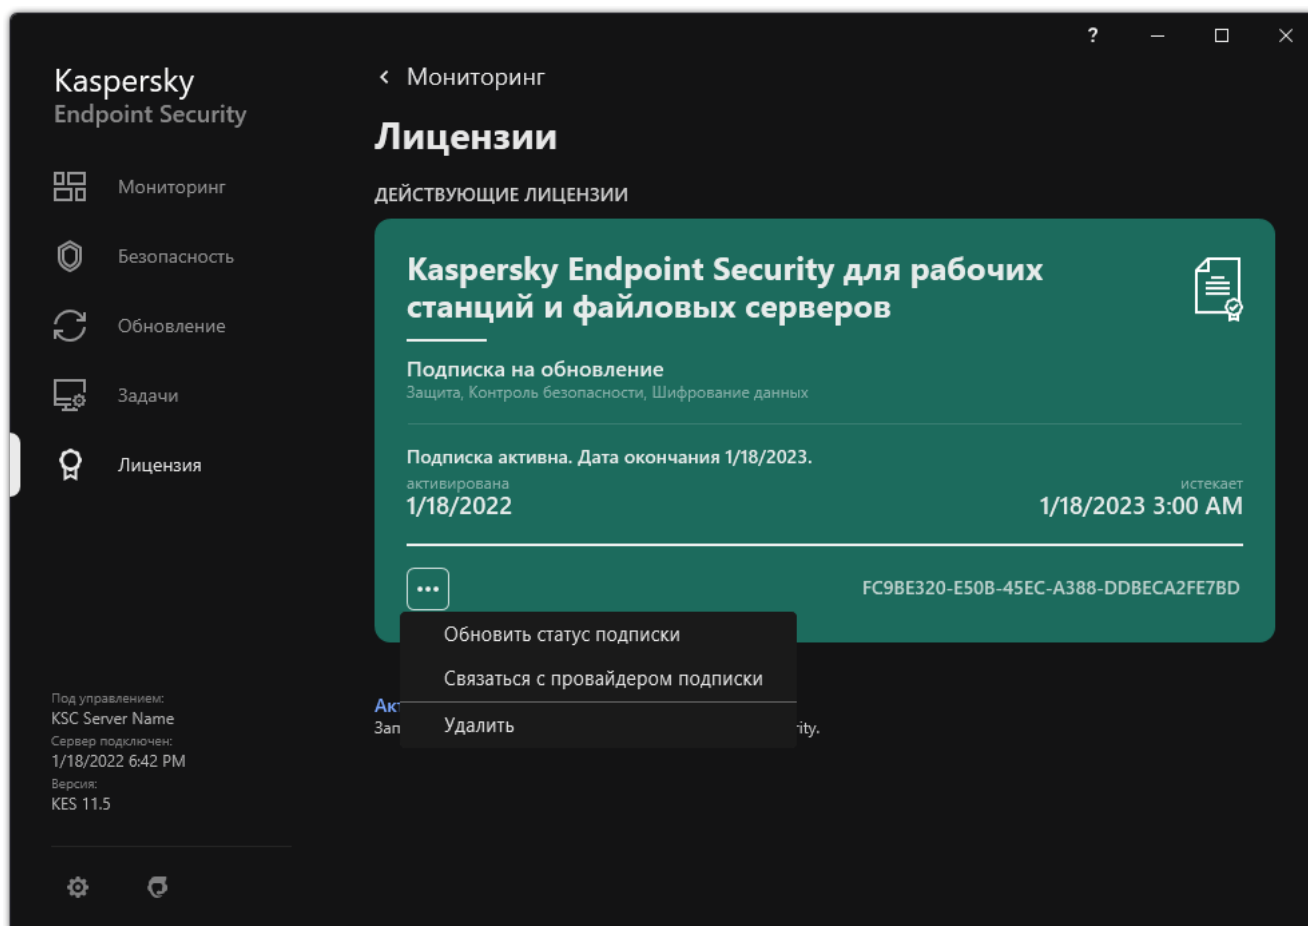 ?
Kaspersky
Endpoint Security
Мониторинг
Безопасность
Обновление
Задачи
Лицензия
Под управлением:
KSC Server Name
Сервер подключен:
1/18/2022 6:42 PM
Версия:
KES 11.5
Мониторинг
Лицензии
ДЕЙСТВУЮЩИЕ ЛИЦЕНЗИИ
Kaspersky Endpoint Security для рабочих
станций и файловых серверов
Подписка на обновление
Защита, Контроль безопасности, Шифрование данных
Подписка активна. Дата окончания 1/18/2023.
активирована
истекает
1/18/2022
1/18/2023 3:00 AM
FC9BE320-E50B-45EC-A388-DDBECA2FE7BD
Обновить статус подписки
Связаться с провайдером подписки
Удалить